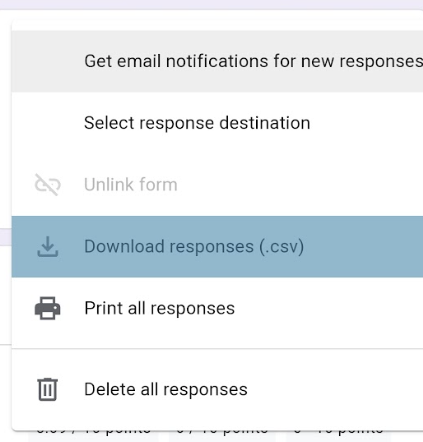 Get email notifications for new responses
Select response destination
Unlink form
Download responses (.csv)
Print all responses
Delete all responses